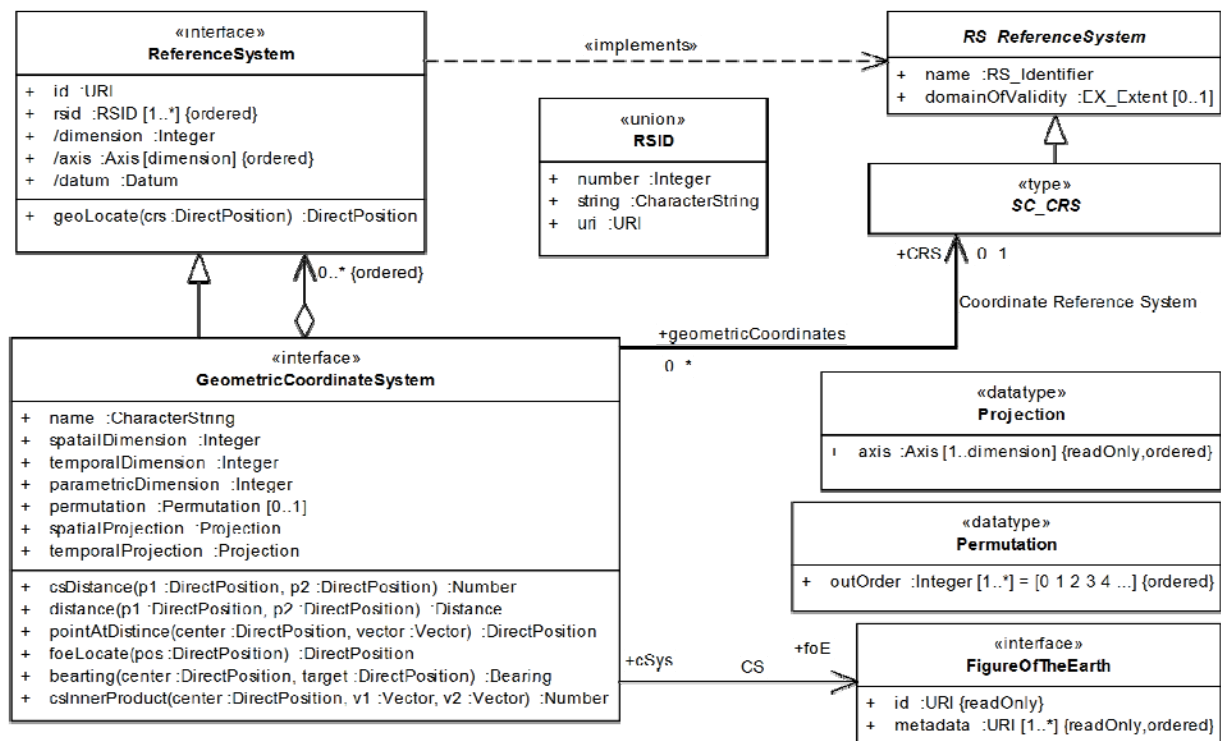 «interface»
ReferenceSystem
+ id :URI
+ rsid :RSID [1..*] {ordered}
+ /dimension :Integer
+ /axis :Axis [dimension] {ordered}
+ /datum :Datum
+ geoLocate(crs :DirectPosition) :DirectPosition
«implements»
RS_ReferenceSystem
+ name :RS_Identifier
+ domainOfValidity :EX_Extent [0..1]
«union»
RSID
+ number :Integer
+ string :CharacterString
+ uri :URI
«type»
SC_CRS
+CRS 0 1
0..* {ordered}
Coordinate Reference System
+geometricCoordinates
0 *
«interface»
GeometricCoordinateSystem
+ name :CharacterString
+ spatailDimension :Integer
+ temporalDimension :Integer
+ parametricDimension :Integer
+ permutation :Permutation [0..1]
+ spatialProjection :Projection
+ temporalProjection :Projection
+ csDistance(p1 :DirectPosition, p2 :DirectPosition) :Number
+ distance(p1 :DirectPosition, p2 :DirectPosition) :Distance
+ pointAtDistince(center :DirectPosition, vector :Vector) :DirectPosition
+ foeLocate(pos :DirectPosition) :DirectPosition
+ bearting(center :DirectPosition, target :DirectPosition) :Bearing
+ csInnerProduct(center :DirectPosition, v1 :Vector, v2 :Vector) :Number
«datatype»
Projection
+ axis :Axis [1..dimension] {readOnly,ordered}
«datatype»
Permutation
+ outOrder :Integer [1..*] = [0 1 2 3 4 ...] {ordered}
+cSys
CS
+foE
«interface»
FigureOfTheEarth
+ id :URI {readOnly}
+ metadata :URI [1..*] {readOnly,ordered}